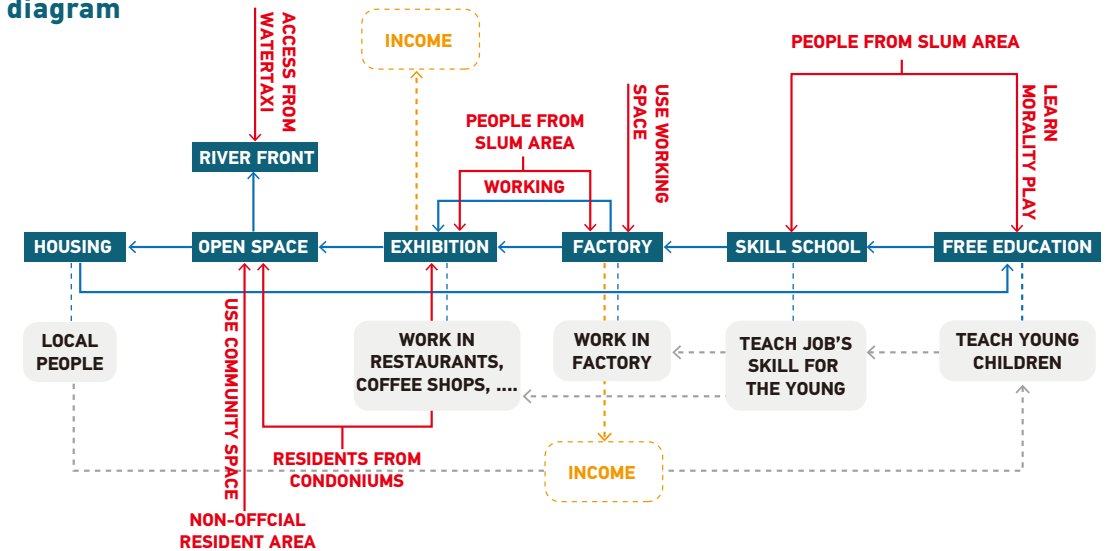 diagram
ACCESS FROM
WATERTAXI
INCOME
PEOPLE FROM SLUM AREA
PEOPLE FROM
SLUM AREA
WORKING
USE WORKING
SPACE
LEARN
MORALITY PLAY
RIVER FRONT
HOUSING
OPEN SPACE
EXHIBITION
FACTORY
SKILL SCHOOL
FREE EDUCATION
LOCAL
PEOPLE
USE COMMUNITY SPACE
WORK IN
RESTAURANTS,
COFFEE SHOPS, ....
WORK IN
FACTORY
TEACH JOB'S
SKILL FOR
THE YOUNG
TEACH YOUNG
CHILDREN
RESIDENTS FROM
CONDONIUMS
INCOME
NON-OFFCIAL
RESIDENT AREA